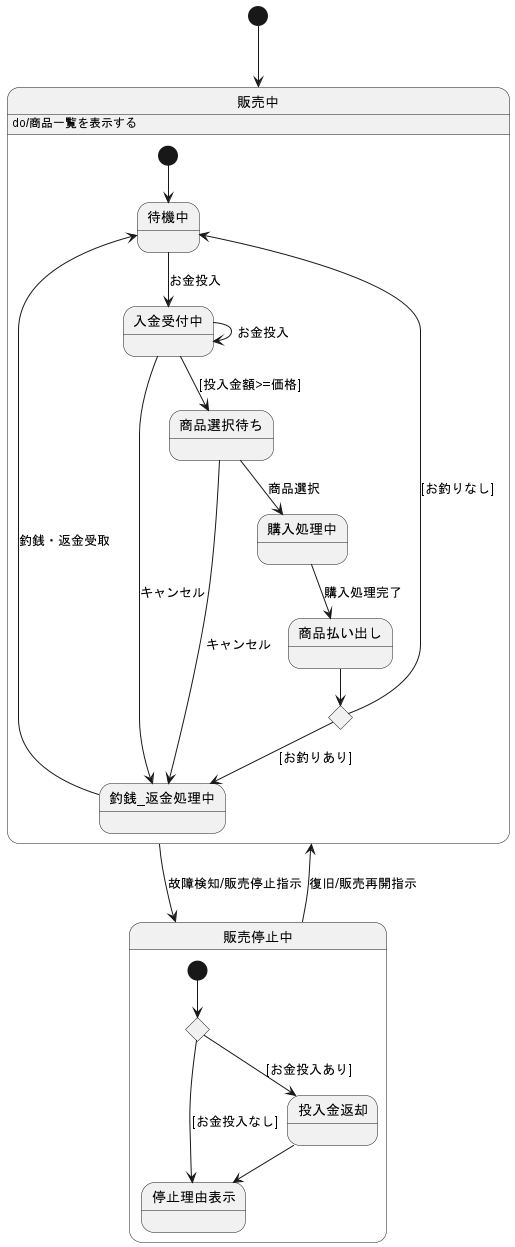 販売中
do/商品一覧を表示する
待機中
お金投入
入金受付中
お金投入
[投入金額>=価格]
商品選択待ち
商品選択
[お釣りなし]
購入処理中
釣銭・返金受取
キャンセル
購入処理完了
商品払い出し
キャンセル
[お釣りあり]
釣銭_返金処理中
故障検知/販売停止指示
復旧/販売再開指示
販売停止中
[お金投入あり]
投入金返却
[お金投入なし]
停止理由表示